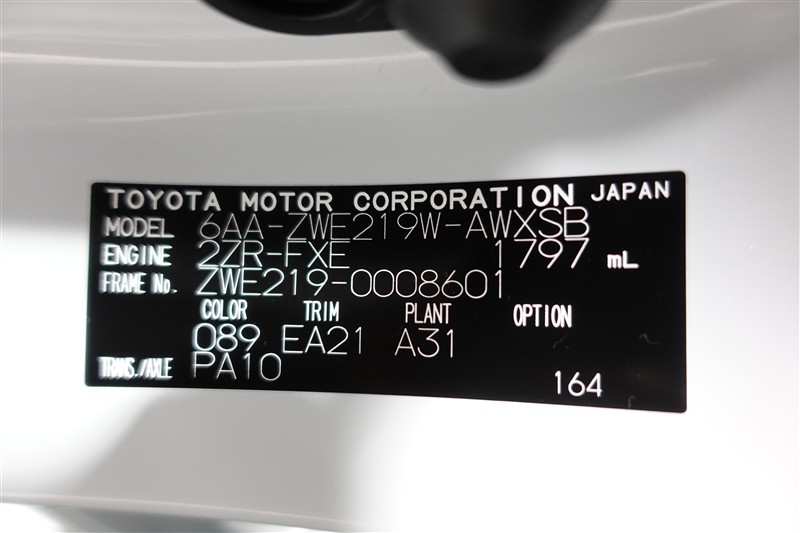 TOYOTA MOTOR CORPORATION JAPAN
MODEL 6AA-ZWE219W-AWXSB
ENGINE 2ZR-FXE 1797 mL
FRAME No. ZWE219-0008601
COLOR TRIM PLANT OPTION
089 EA21 A31
TRANS./AXLE PA10
164